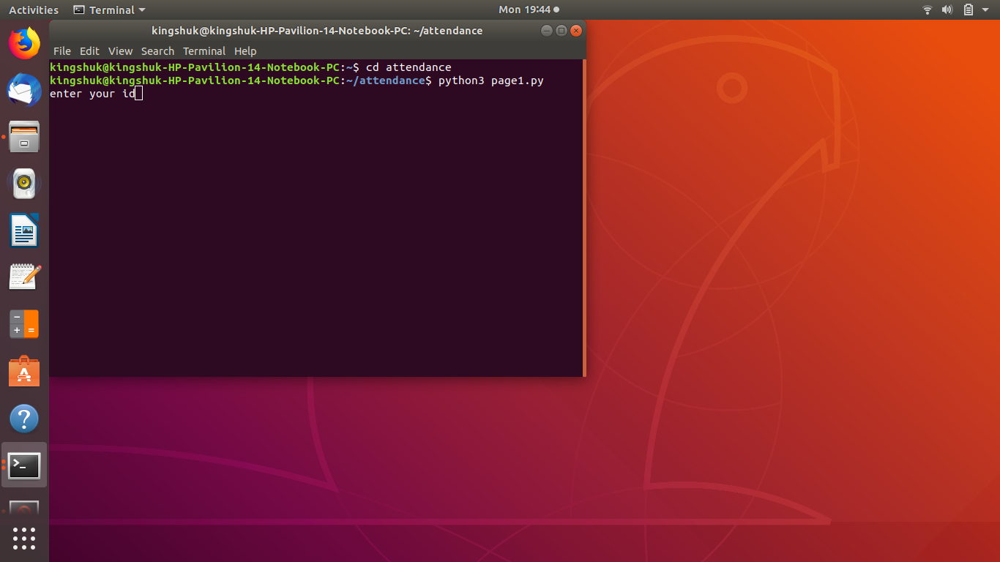 Activities Terminal Mon 19:44
kingshuk@kingshuk-HP-Pavilion-14-Notebook-PC: ~/attendance
File Edit View Search Terminal Help
kingshuk@kingshuk-HP-Pavilion-14-Notebook-PC:~$ cd attendance
kingshuk@kingshuk-HP-Pavilion-14-Notebook-PC:~/attendance$ python3 page1.py
enter your id